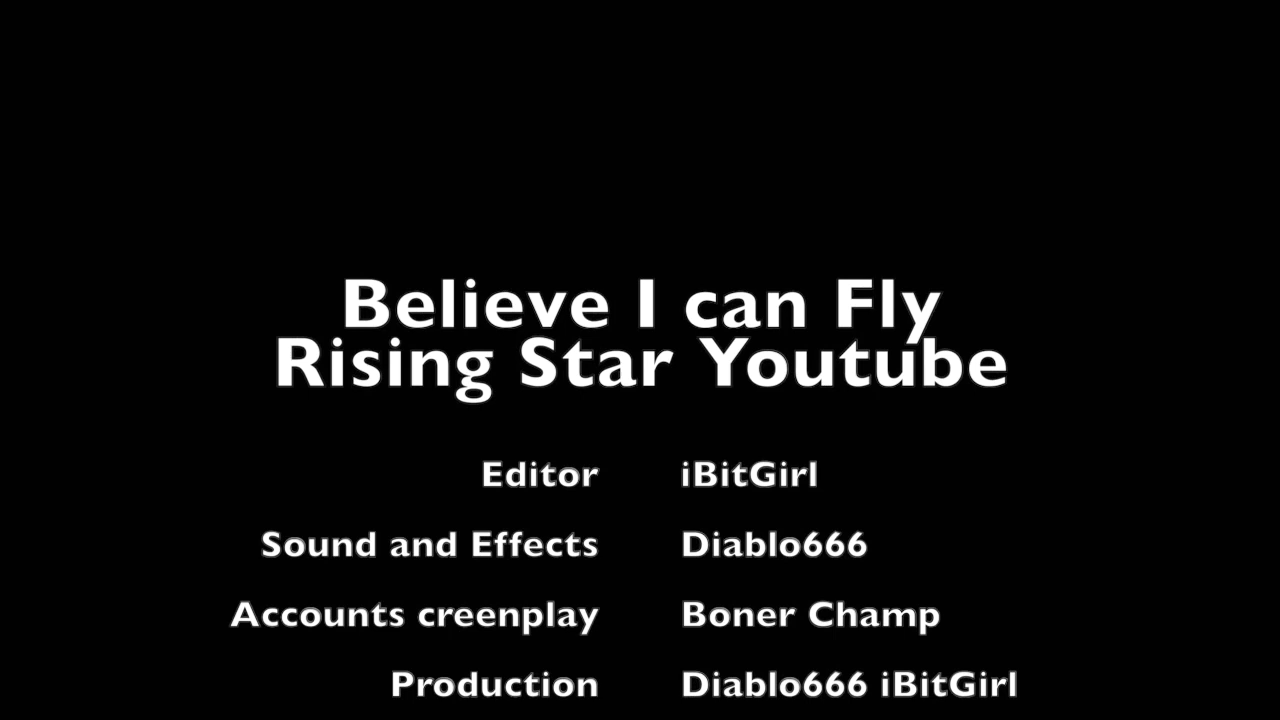 Believe I can Fly
Rising Star Youtube
Editor iBitGirl
Sound and Effects Diablo666
Accounts creenplay Boner Champ
Production Diablo666 iBitGirl